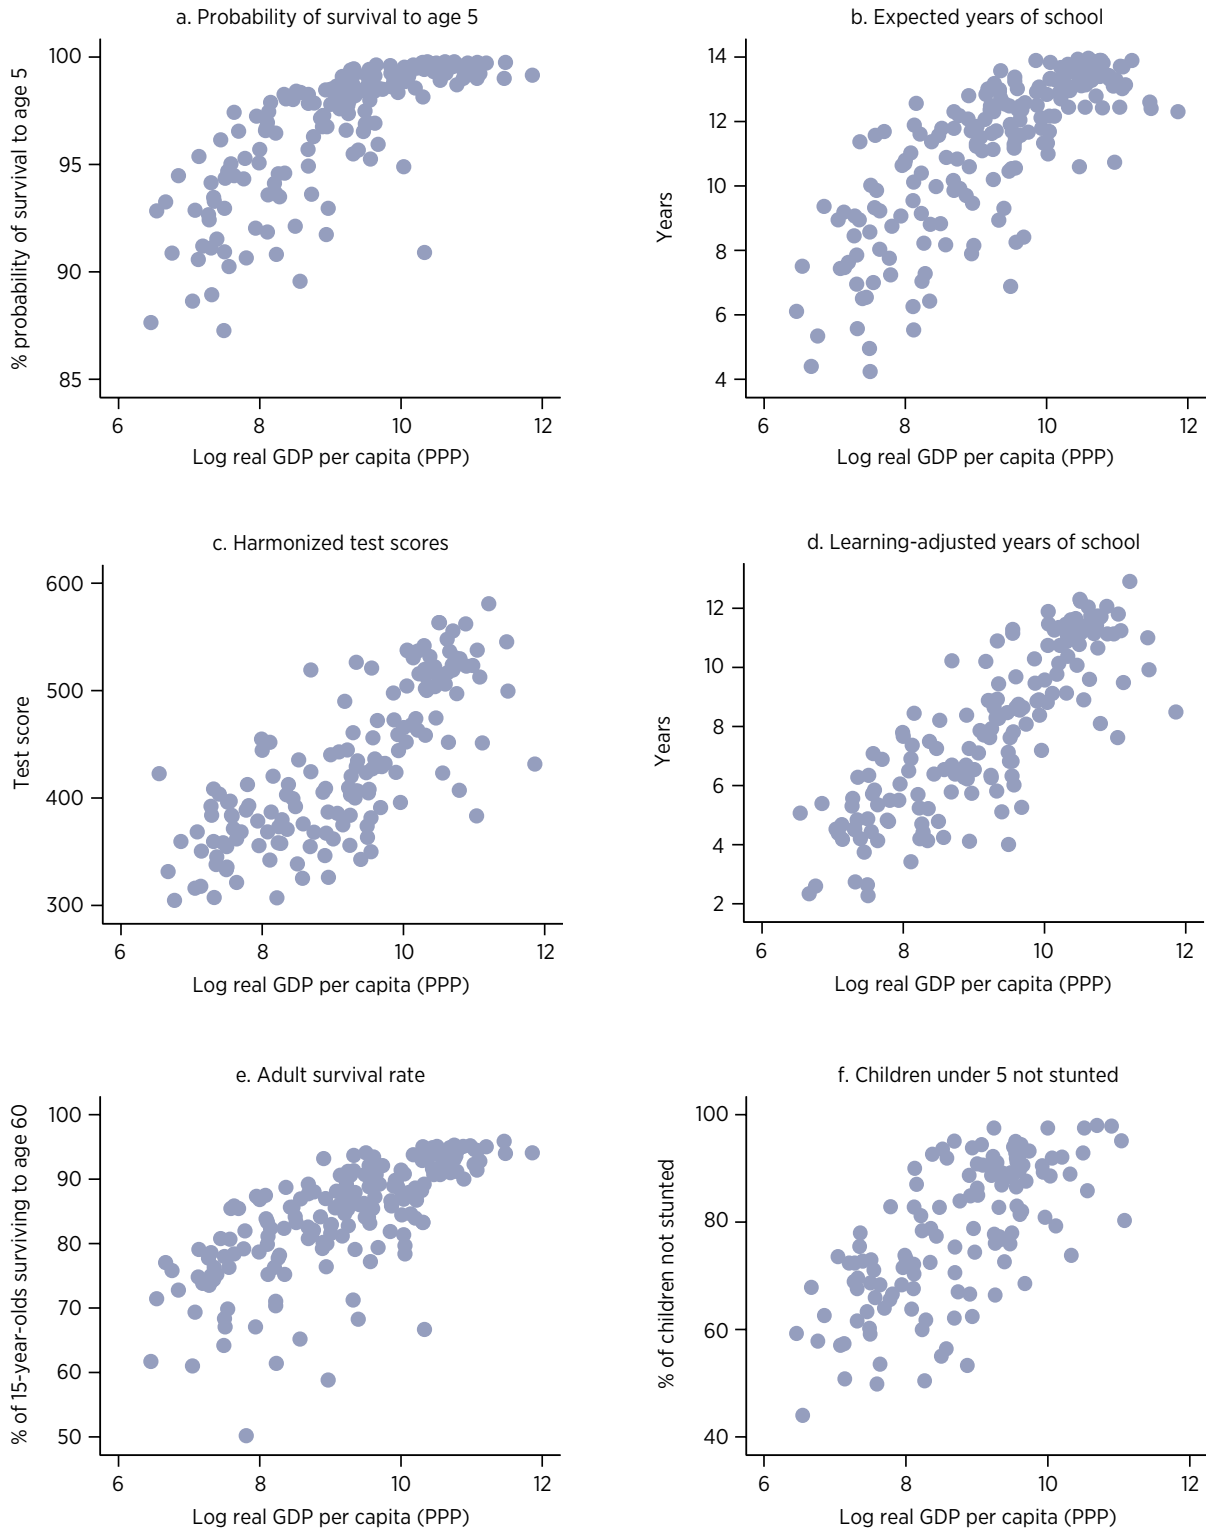 a. Probability of survival to age 5
% probability of survival to age 5
100
95
90
85
6 8 10 12
Log real GDP per capita (PPP)
b. Expected years of school
Years
14
12
10
8
6
4
6 8 10 12
Log real GDP per capita (PPP)
c. Harmonized test scores
Test score
600
500
400
300
6 8 10 12
Log real GDP per capita (PPP)
d. Learning-adjusted years of school
Years
12
10
8
6
4
2
6 8 10 12
Log real GDP per capita (PPP)
e. Adult survival rate
% of 15-year-olds surviving to age 60
100
90
80
70
60
50
6 8 10 12
Log real GDP per capita (PPP)
f. Children under 5 not stunted
% of children not stunted
100
80
60
40
6 8 10 12
Log real GDP per capita (PPP)